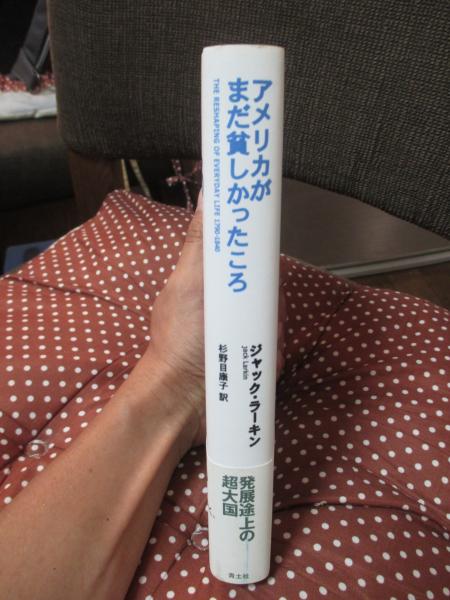 アメリカが
まだ貧しかったころ
THE RESHAPING OF EVERYDAY LIFE 1790-1840
ジャック・ラーキン
Jack Larkin
杉野目康子 訳
発展途上の
超大国
青土社